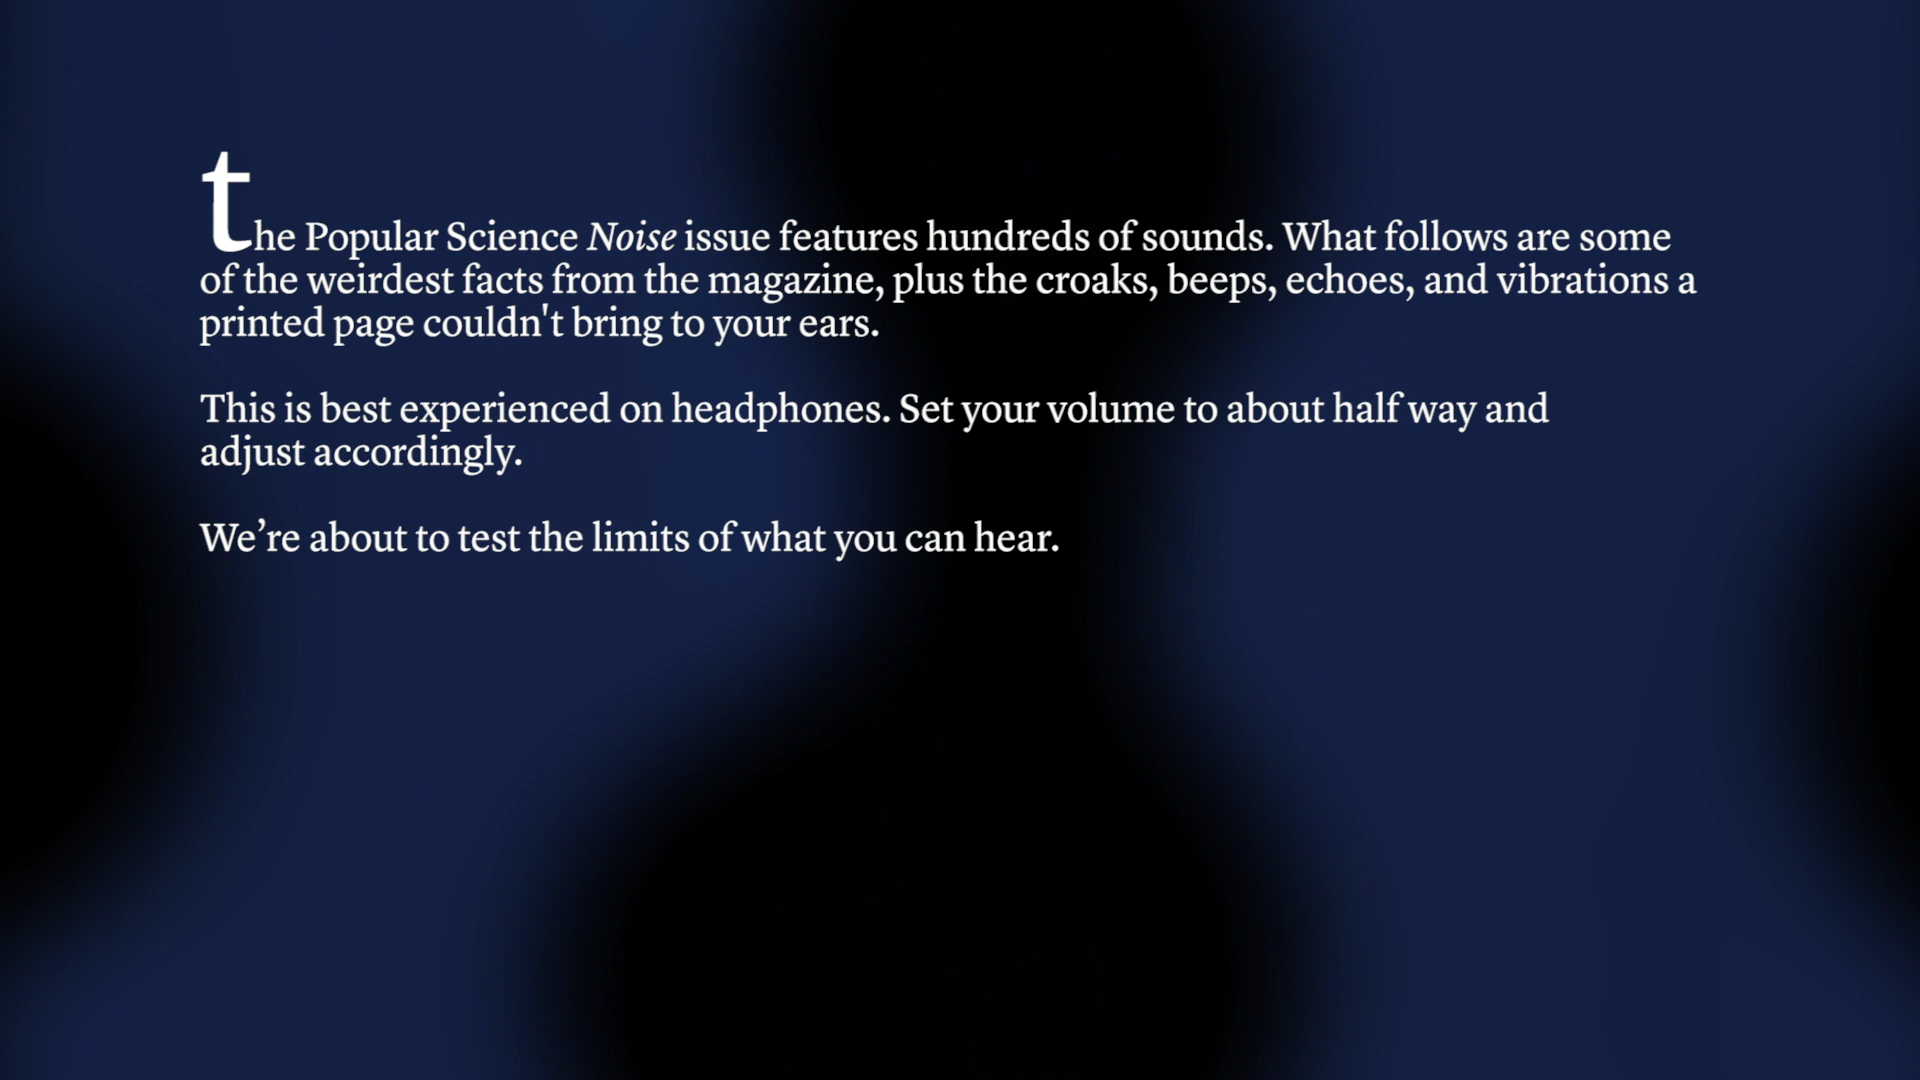 the Popular Science Noise issue features hundreds of sounds. What follows are some
of the weirdest facts from the magazine, plus the croaks, beeps, echoes, and vibrations a
printed page couldn't bring to your ears.
This is best experienced on headphones. Set your volume to about half way and
adjust accordingly.
We’re about to test the limits of what you can hear.